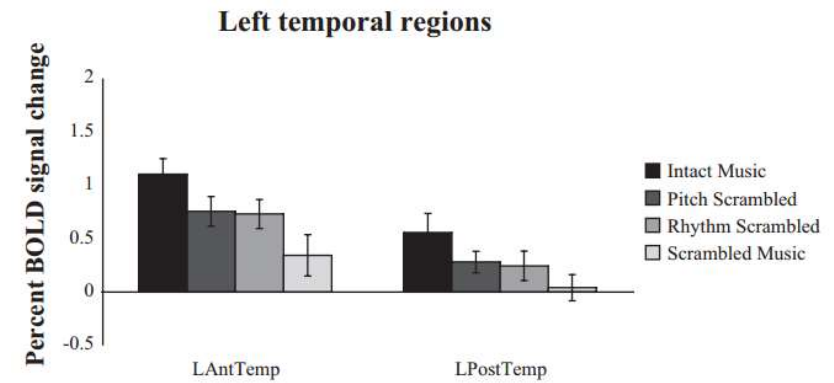 Left temporal regions
Percent BOLD signal change
2
1.5
1
0.5
0
-0.5
LAntTemp
LPostTemp
Intact Music
Pitch Scrambled
Rhythm Scrambled
Scrambled Music